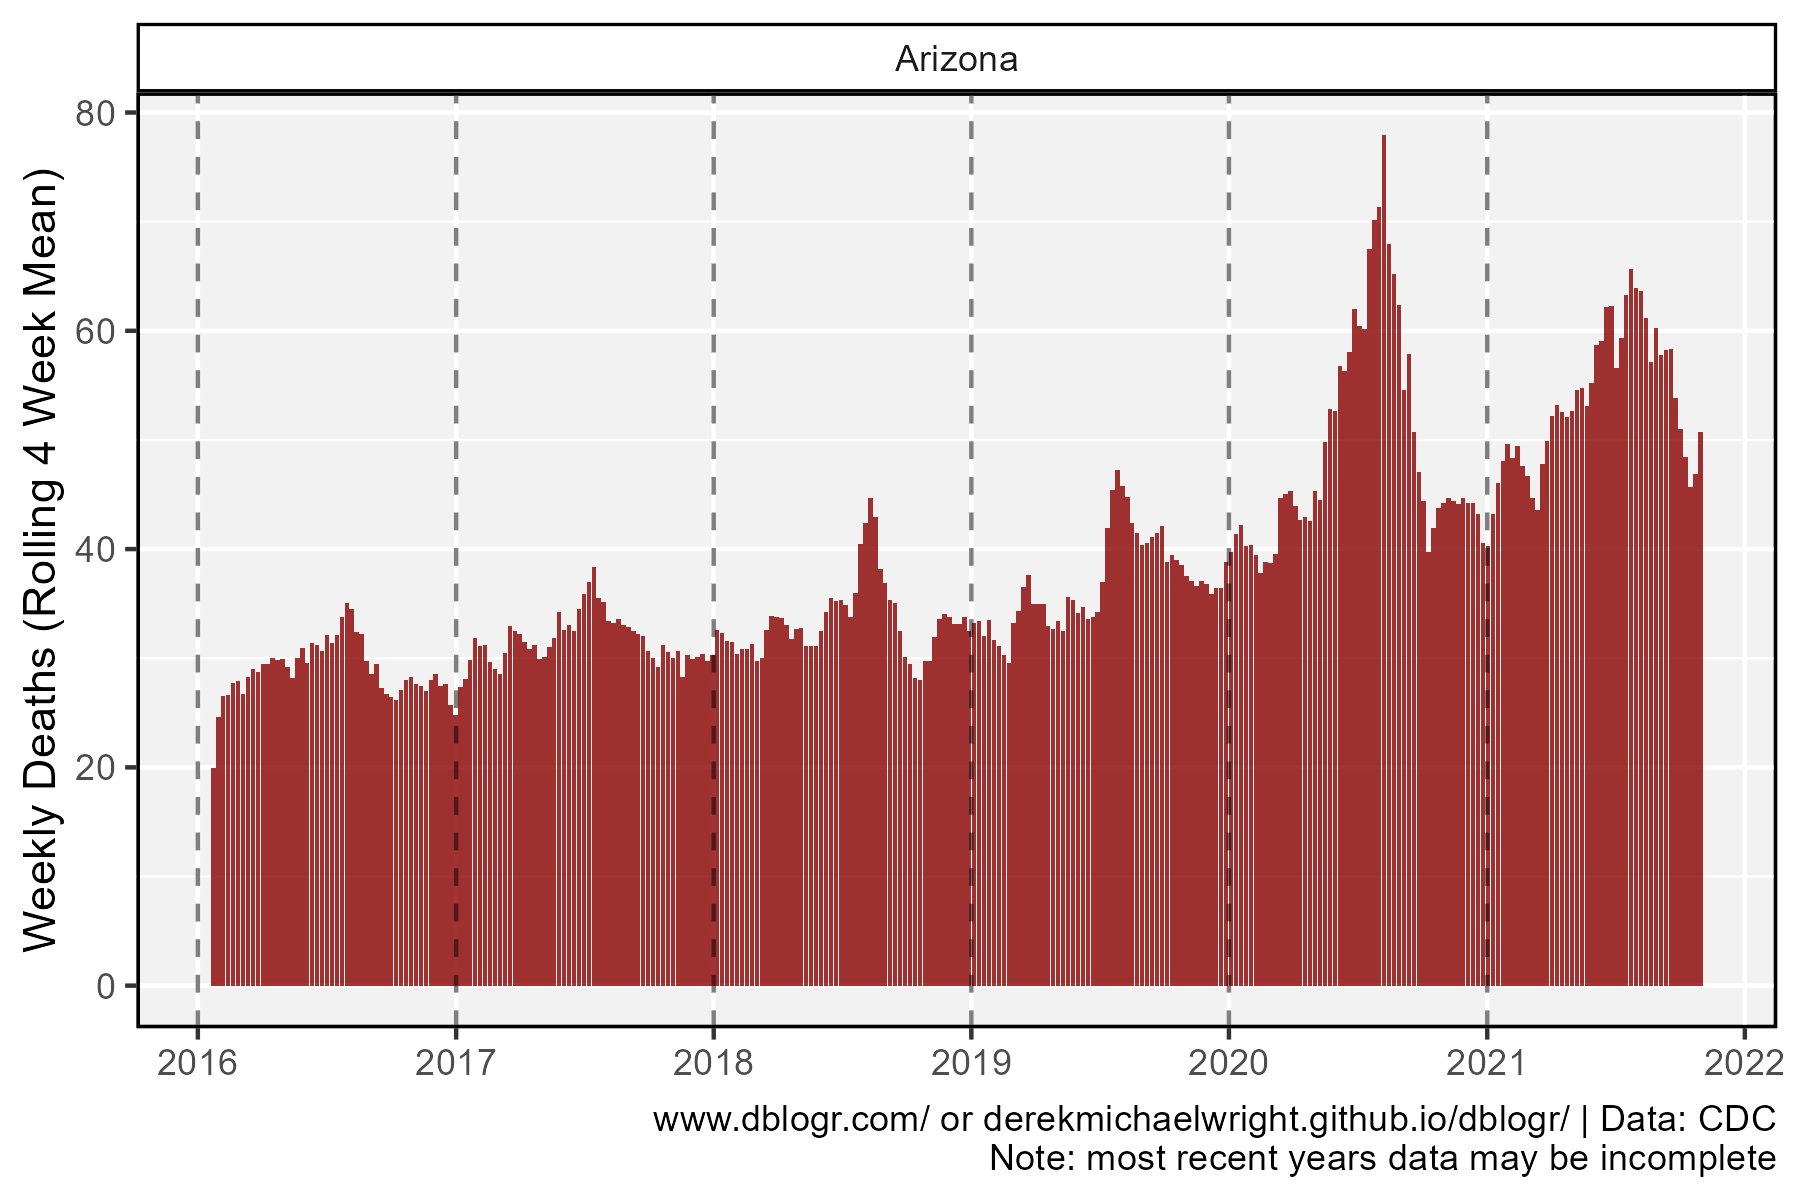 Arizona
Weekly Deaths (Rolling 4 Week Mean)
80
60
40
20
0
2016 2017 2018 2019 2020 2021 2022
www.dblogr.com/ or derekmichaelwright.github.io/dblogr/ | Data: CDC
Note: most recent years data may be incomplete